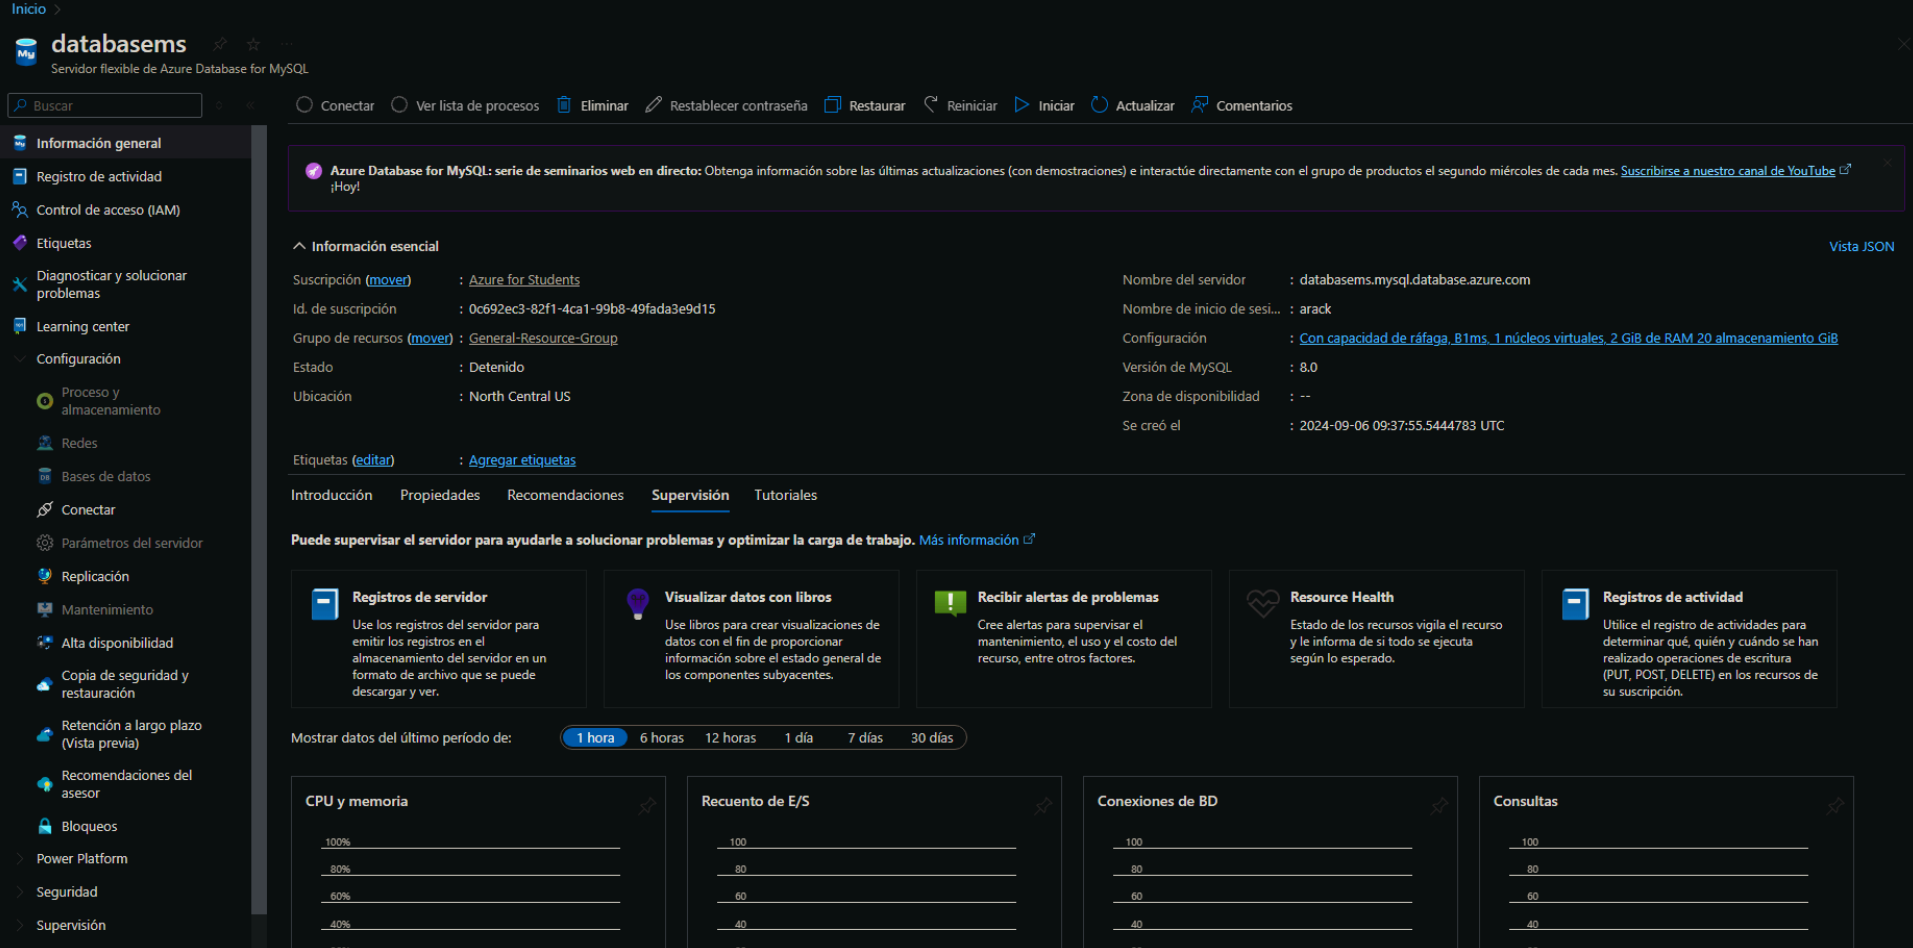 Inicio
databasems
Servidor flexible de Azure Database for MySQL
Buscar
Conectar
Ver lista de procesos
Eliminar
Restablecer contraseña
Restaurar
Reiniciar
Iniciar
Actualizar
Comentarios
Información general
Registro de actividad
Control de acceso (IAM)
Etiquetas
Diagnosticar y solucionar
problemas
Learning center
Configuración
Proceso y
almacenamiento
Redes
Bases de datos
Conectar
Parámetros del servidor
Replicación
Mantenimiento
Alta disponibilidad
Copia de seguridad y
restauración
Retención a largo plazo
(Vista previa)
Recomendaciones del
asesor
Bloqueos
Power Platform
Seguridad
Supervisión
Azure Database for MySQL: serie de seminarios web en directo: Obtenga información sobre las últimas actualizaciones (con demostraciones) e interactúe directamente con el grupo de productos el segundo miércoles de cada mes. Suscribirse a nuestro canal de YouTube
¡Hoy!
Información esencial
Vista JSON
Suscripción (mover) : Azure for Students
Id. de suscripción : 0c692ec3-82f1-4ca1-99b8-49fada3e9d15
Grupo de recursos (mover) : General-Resource-Group
Estado : Detenido
Ubicación : North Central US
Nombre del servidor : databasems.mysql.database.azure.com
Nombre de inicio de sesi... : arack
Configuración : Con capacidad de ráfaga, B1ms, 1 núcleos virtuales, 2 GiB de RAM 20 almacenamiento GiB
Versión de MySQL : 8.0
Zona de disponibilidad : --
Se creó el : 2024-09-06 09:37:55.5444783 UTC
Etiquetas (editar) : Agregar etiquetas
Introducción
Propiedades
Recomendaciones
Supervisión
Tutoriales
Puede supervisar el servidor para ayudarle a solucionar problemas y optimizar la carga de trabajo. Más información
Registros de servidor
Use los registros del servidor para
emitir los registros en el
almacenamiento del servidor en un
formato de archivo que se puede
descargar y ver.
Visualizar datos con libros
Use libros para crear visualizaciones de
datos con el fin de proporcionar
información sobre el estado general de
los componentes subyacentes.
Recibir alertas de problemas
Cree alertas para supervisar el
mantenimiento, el uso y el costo del
recurso, entre otros factores.
Resource Health
Estado de los recursos vigila el recurso
y le informa de si todo se ejecuta
según lo esperado.
Registros de actividad
Utilice el registro de actividades para
determinar qué, quién y cuándo se han
realizado operaciones de escritura
(PUT, POST, DELETE) en los recursos de
su suscripción.
Mostrar datos del último período de:
1 hora
6 horas
12 horas
1 día
7 días
30 días
CPU y memoria
100%
80%
60%
40%
Recuento de E/S
100
80
60
40
Conexiones de BD
100
80
60
40
Consultas
100
80
60
40